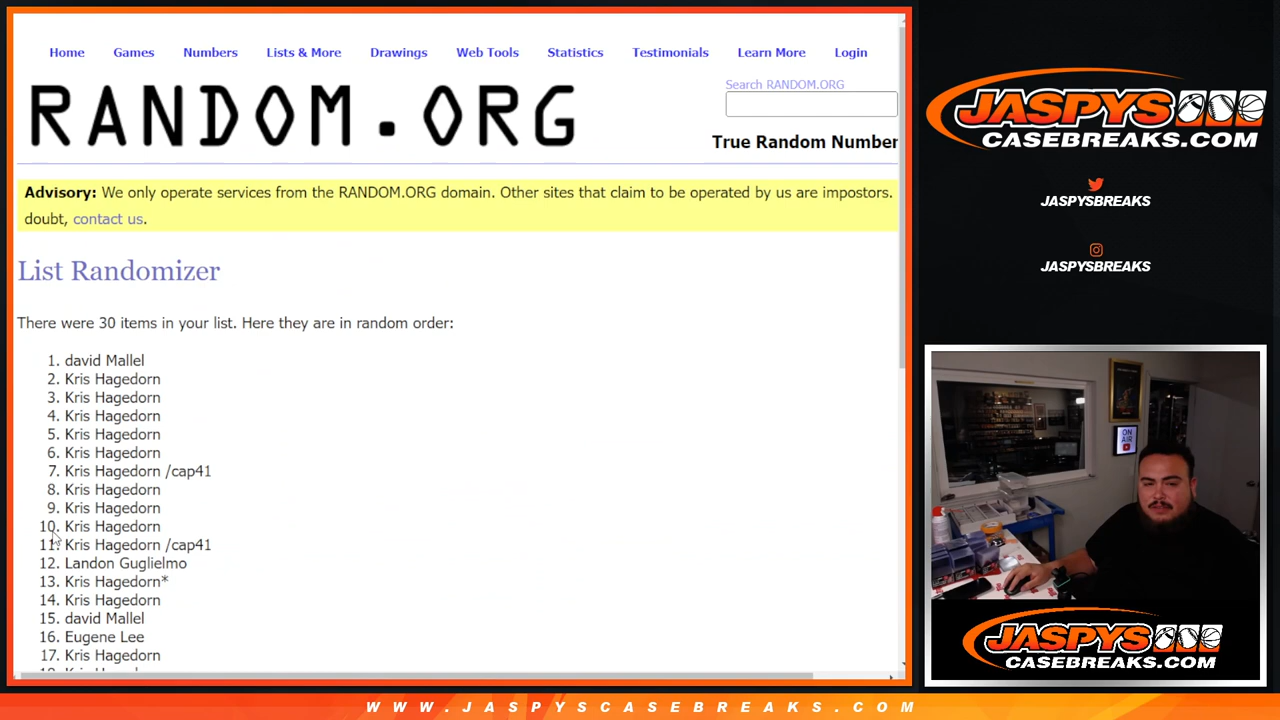 Home Games Numbers Lists & More Drawings Web Tools Statistics Testimonials Learn More Login
RANDOM.ORG
Search RANDOM.ORG
True Random Number
Advisory: We only operate services from the RANDOM.ORG domain. Other sites that claim to be operated by us are impostors.
doubt, contact us.
List Randomizer
There were 30 items in your list. Here they are in random order:
1. david Mallel
2. Kris Hagedorn
3. Kris Hagedorn
4. Kris Hagedorn
5. Kris Hagedorn
6. Kris Hagedorn
7. Kris Hagedorn /cap41
8. Kris Hagedorn
9. Kris Hagedorn
10. Kris Hagedorn
11. Kris Hagedorn /cap41
12. Landon Guglielmo
13. Kris Hagedorn*
14. Kris Hagedorn
15. david Mallel
16. Eugene Lee
17. Kris Hagedorn
JASPYS
CASEBREAKS.COM
JASPYSBREAKS
JASPYSBREAKS
ON
AIR
JASPYS
CASEBREAKS.COM
WWW.JASPYSCASEBREAKS.COM